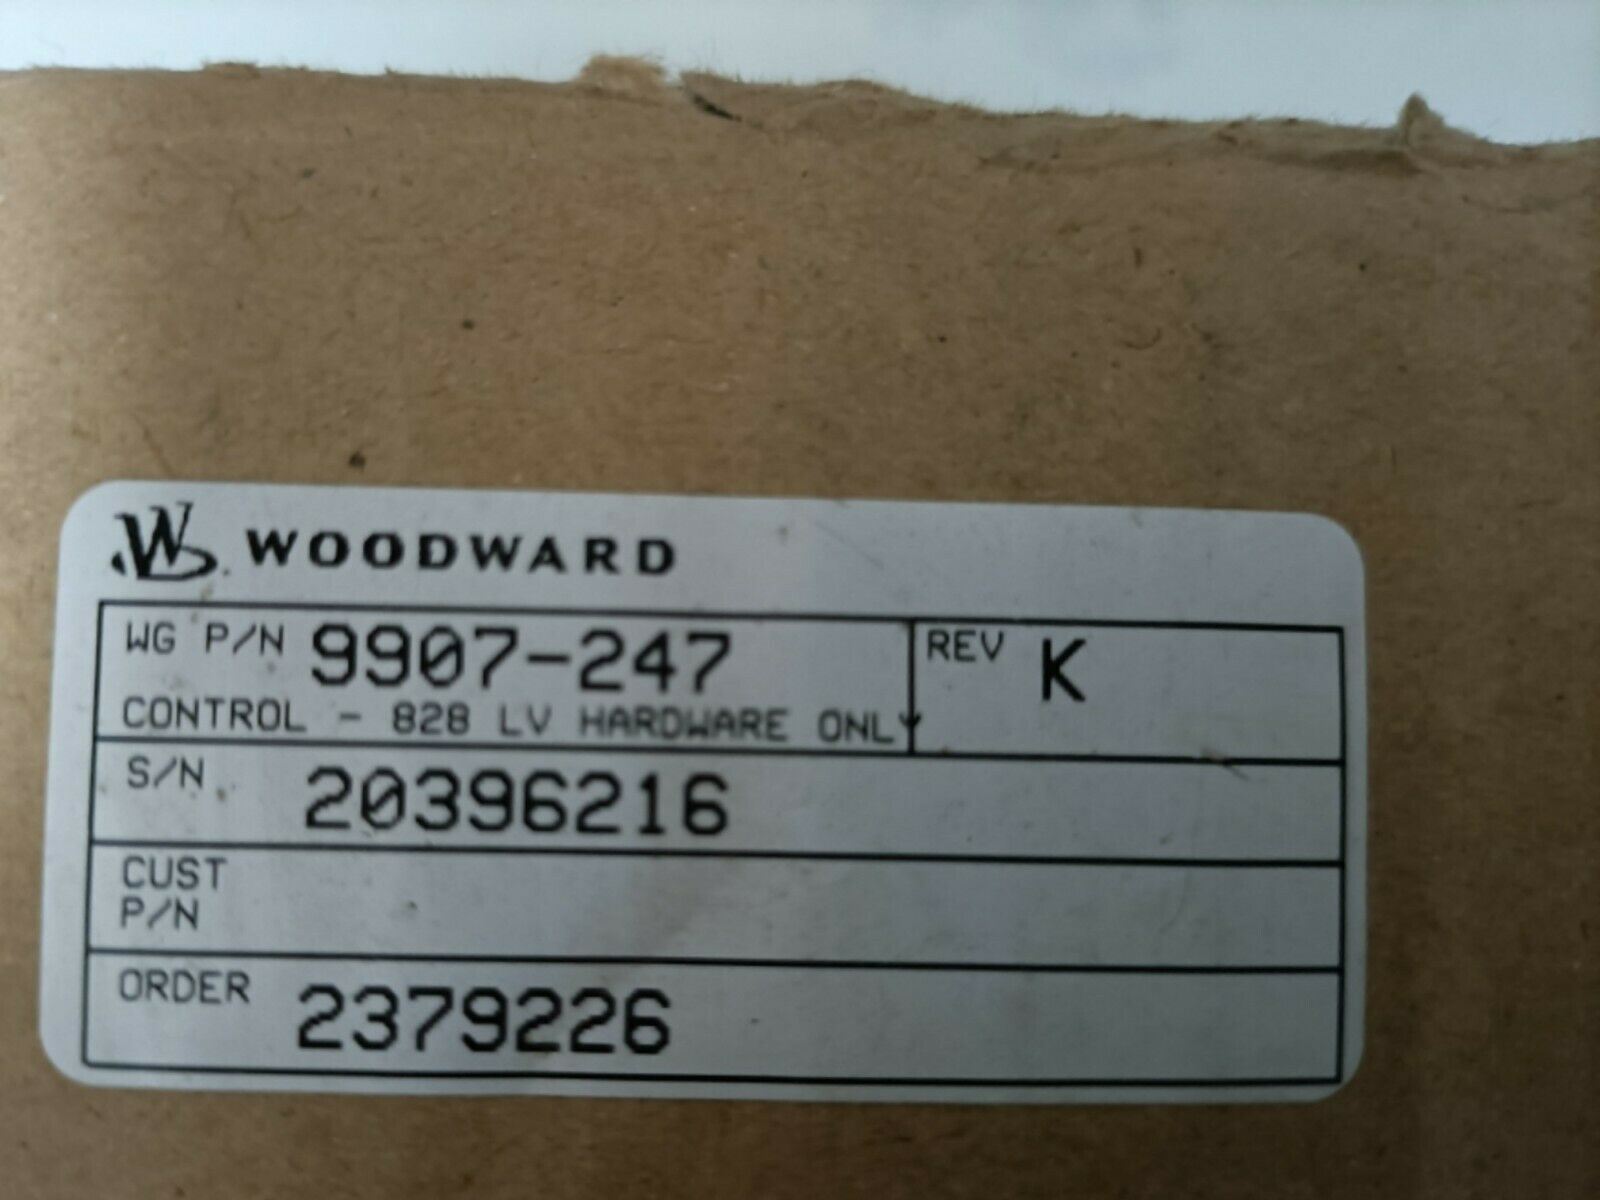 WOODWARD
WG P/N 9907-247 REV K
CONTROL - 828 LV HARDWARE ONLY
S/N 20396216
CUST
P/N
ORDER 2379226